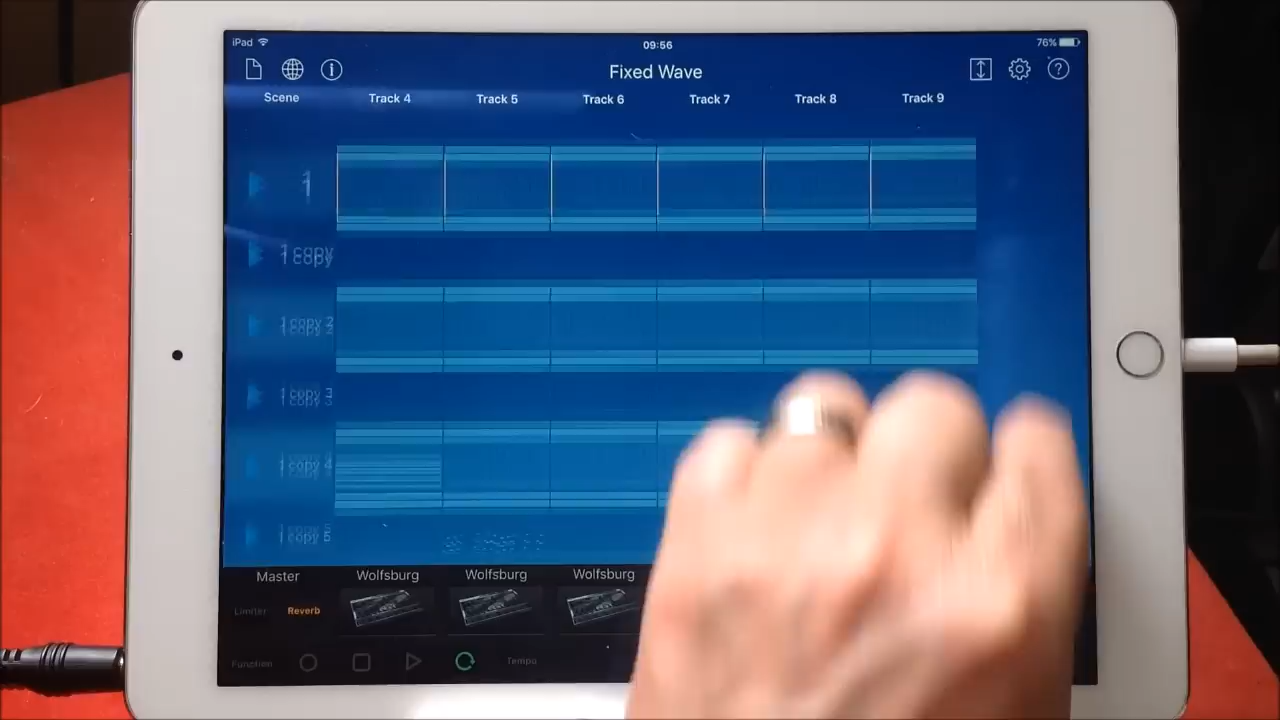 iPad 09:56 76%
Fixed Wave
Scene Track 4 Track 5 Track 6 Track 7 Track 8 Track 9
1
1 copy
1 copy 2
1 copy 3
1 copy 4
1 copy 5
Master Wolfsburg Wolfsburg Wolfsburg
Limiter Reverb
Function Tempo